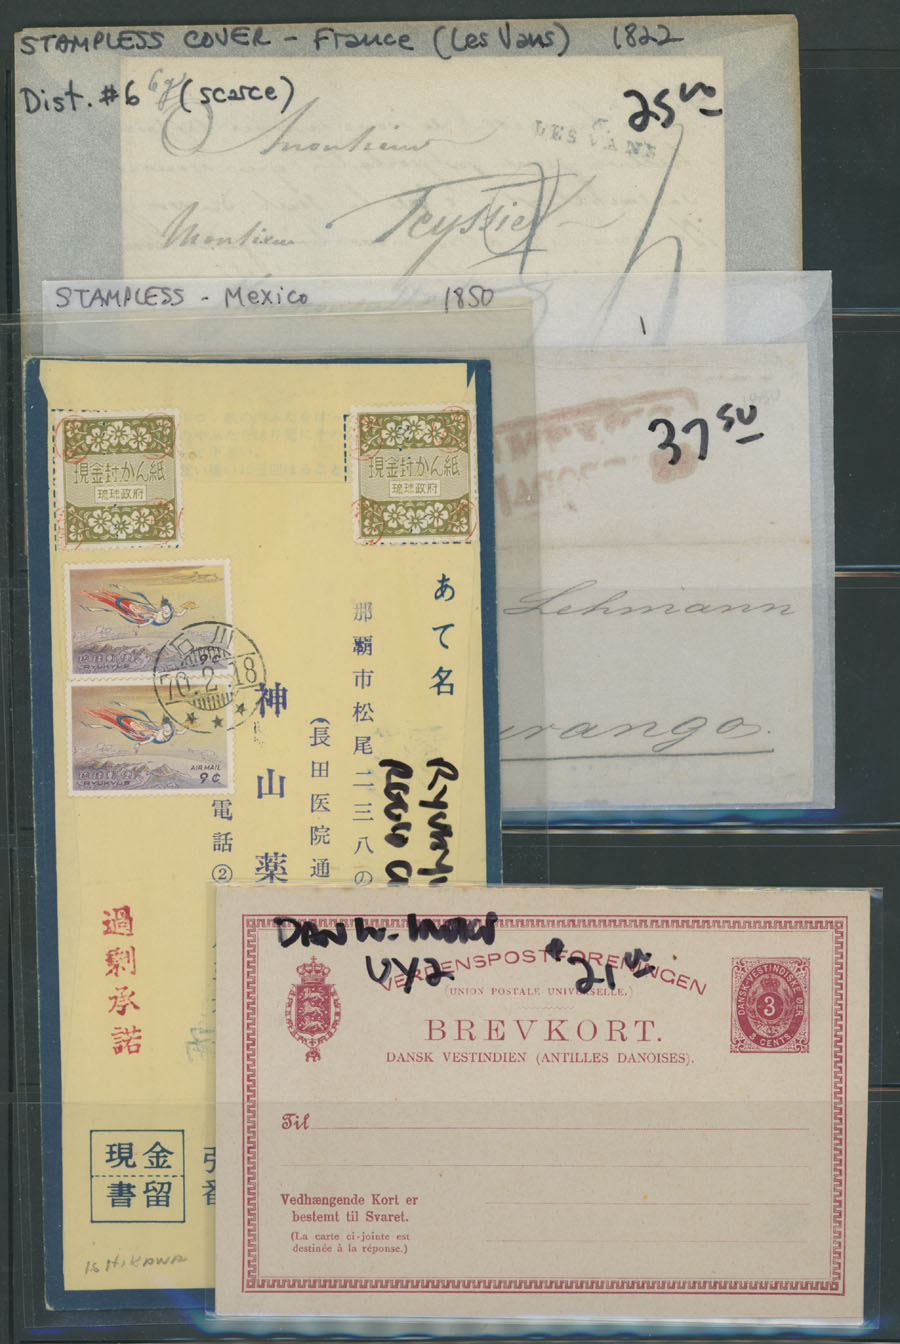 STAMPLESS COVER - France (Les Vans) 1822
Dist. #6 (scarce)
25
Monsieur
LES VANS
Monsieur Teyssier
STAMPLESS - Mexico 1850
37 50
Lehmann
urango.
現金封かん紙
琉球政府
現金封かん紙
琉球政府
RYUKYUS
9¢
石川
70.2.18
AIR MAIL
RYUKYUS
9¢
あて名
那覇市松尾二三八の
(長田医院通
神山薬
電話②
過剰承諾
現金
書留
ISHIKAWA
DAN W. Indies
UY2
21
VERDENSPOSTFORENINGEN
(UNION POSTALE UNIVERSELLE.)
BREVKORT.
DANSK VESTINDIEN (ANTILLES DANOISES).
DANSK-VESTINDISKE ØER
3
CENTS.
Til
Vedhængende Kort er
bestemt til Svaret.
(La carte ci-jointe est
destinée à la réponse.)